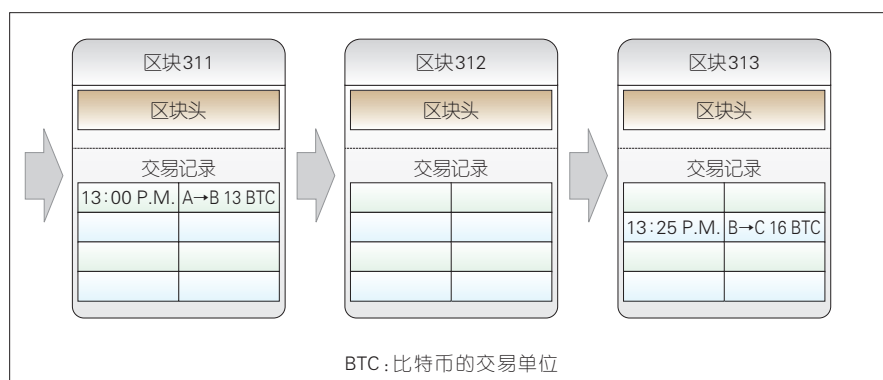 区块311
区块头
交易记录
13:00 P.M. A→B 13 BTC
区块312
区块头
交易记录
区块313
区块头
交易记录
13:25 P.M. B→C 16 BTC
BTC:比特币的交易单位